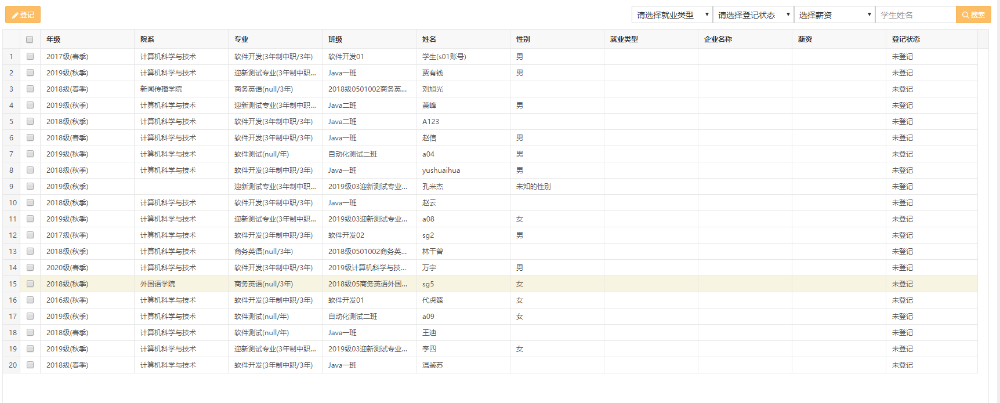 登记 请选择就业类型 请选择登记状态 选择薪资 学生姓名 搜索
年级 院系 专业 班级 姓名 性别 就业类型 企业名称 薪资 登记状态
1 2017级(春季) 计算机科学与技术 软件开发(3年制中职/3年) 软件开发01 学生(s01账号) 男 未登记
2 2019级(秋季) 计算机科学与技术 迎新测试专业(3年制中职... Java一班 贾有钱 男 未登记
3 2018级(春季) 新闻传播学院 商务英语(null/3年) 2018级0501002商务英... 刘旭光 未登记
4 2019级(秋季) 计算机科学与技术 迎新测试专业(3年制中职... Java二班 萧峰 男 未登记
5 2018级(秋季) 计算机科学与技术 软件开发(3年制中职/3年) Java二班 A123 未登记
6 2018级(春季) 计算机科学与技术 软件开发(3年制中职/3年) Java一班 赵信 男 未登记
7 2019级(秋季) 计算机科学与技术 软件测试(null/年) 自动化测试二班 a04 男 未登记
8 2018级(秋季) 计算机科学与技术 软件开发(3年制中职/3年) Java一班 yushuaihua 男 未登记
9 2019级(秋季) 迎新测试专业(3年制中职... 2019级03迎新测试专业... 孔米杰 未知的性别 未登记
10 2018级(秋季) 计算机科学与技术 软件开发(3年制中职/3年) Java一班 赵云 未登记
11 2019级(秋季) 计算机科学与技术 迎新测试专业(3年制中职... 2019级03迎新测试专业... a08 女 未登记
12 2017级(秋季) 计算机科学与技术 软件开发(3年制中职/3年) 软件开发02 sg2 男 未登记
13 2018级(秋季) 计算机科学与技术 商务英语(null/3年) 2018级0501002商务英... 林干曾 未登记
14 2020级(春季) 计算机科学与技术 软件开发(3年制中职/3年) 2019级计算机科学与技... 万宇 男 未登记
15 2018级(秋季) 外国语学院 商务英语(null/3年) 2018级05商务英语外国... sg5 女 未登记
16 2016级(秋季) 计算机科学与技术 软件开发(3年制中职/3年) 软件开发01 代虎臻 女 未登记
17 2019级(秋季) 计算机科学与技术 软件测试(null/年) 自动化测试二班 a09 女 未登记
18 2018级(春季) 计算机科学与技术 软件测试(null/年) Java一班 王迪 未登记
19 2019级(秋季) 计算机科学与技术 迎新测试专业(3年制中职... 2019级03迎新测试专业... 李四 女 未登记
20 2018级(春季) 计算机科学与技术 软件开发(3年制中职/3年) Java一班 温鉴苏 未登记